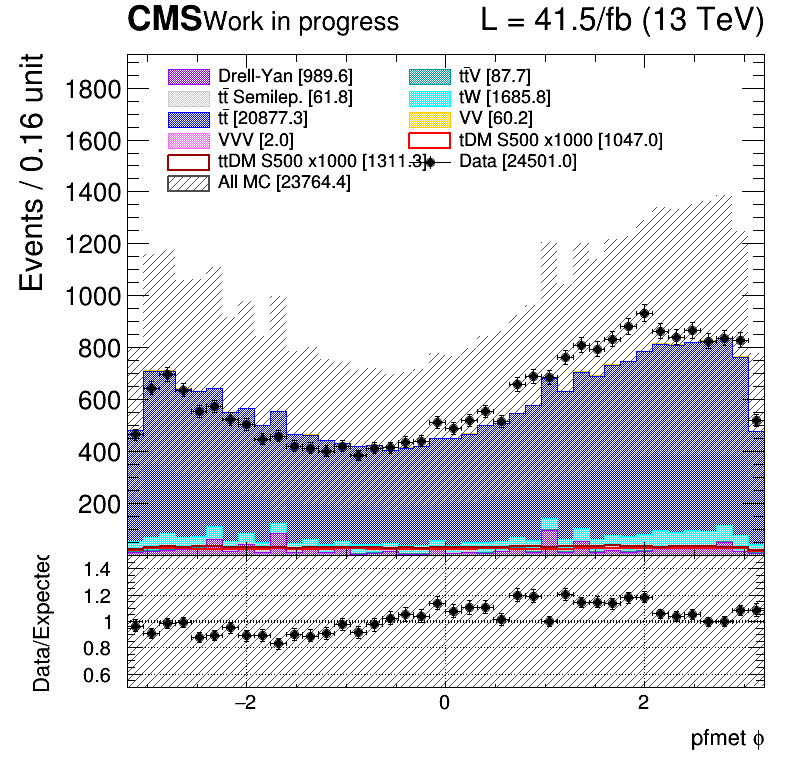 CMS Work in progress L = 41.5/fb (13 TeV)
Events / 0.16 unit
1800
1600
1400
1200
1000
800
600
400
200
Drell-Yan [989.6] tt̄V [87.7]
tt̄ Semilep. [61.8] tW [1685.8]
tt̄ [20877.3] VV [60.2]
VVV [2.0] tDM S500 x1000 [1047.0]
ttDM S500 x1000 [1311.3] Data [24501.0]
All MC [23764.4]
Data/Expected
1.4
1.2
1
0.8
0.6
−2 0 2
pfmet ϕ